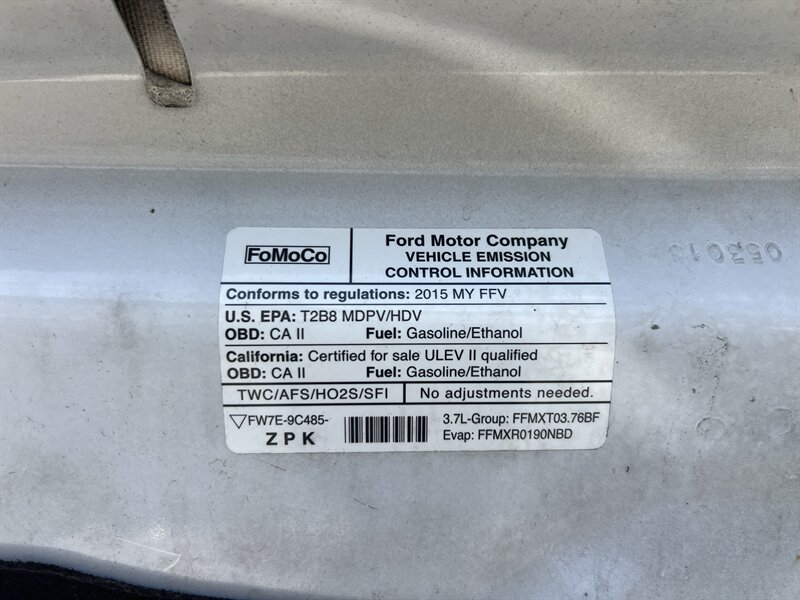 FoMoCo
Ford Motor Company
VEHICLE EMISSION
CONTROL INFORMATION
Conforms to regulations: 2015 MY FFV
U.S. EPA: T2B8 MDPV/HDV
OBD: CA II Fuel: Gasoline/Ethanol
California: Certified for sale ULEV II qualified
OBD: CA II Fuel: Gasoline/Ethanol
TWC/AFS/HO2S/SFI No adjustments needed.
FW7E-9C485-
ZPK
3.7L-Group: FFMXT03.76BF
Evap: FFMXR0190NBD